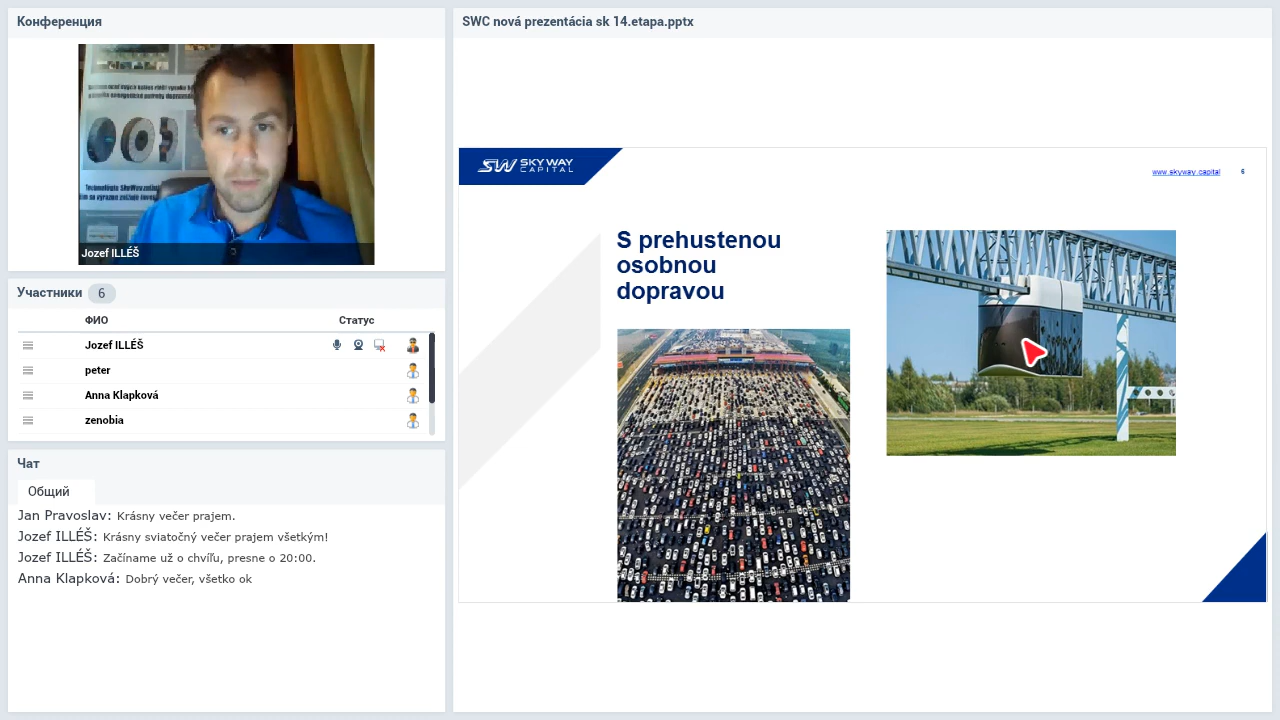 Конференция
Jozef ILLÉŠ
Участники 6
ФИО Статус
Jozef ILLÉŠ
peter
Anna Klapková
zenobia
Чат
Общий
Jan Pravoslav: Krásny večer prajem.
Jozef ILLÉŠ: Krásny sviatočný večer prajem všetkým!
Jozef ILLÉŠ: Začíname už o chvíľu, presne o 20:00.
Anna Klapková: Dobrý večer, všetko ok
SWC nová prezentácia sk 14.etapa.pptx
SW SKY WAY
CAPITAL
www.skyway.capital 6
S prehustenou
osobnou
dopravou